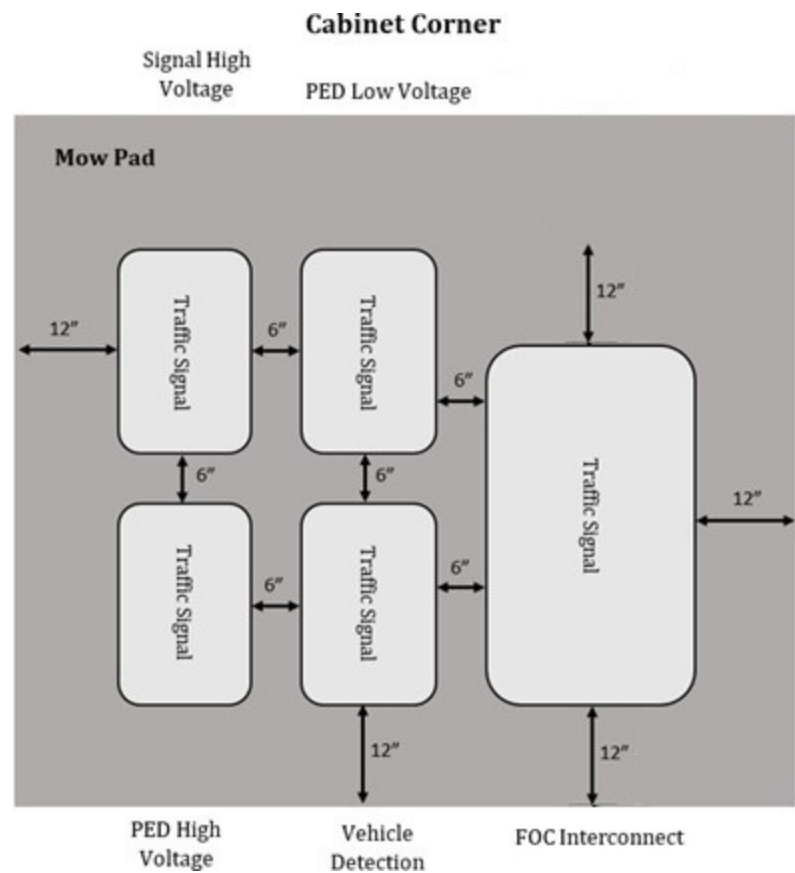 Cabinet Corner
Signal High
Voltage
PED Low Voltage
Mow Pad
Traffic Signal
Traffic Signal
12”
6”
12”
6”
6”
6”
Traffic Signal
12”
Traffic Signal
Traffic Signal
6”
6”
12”
12”
PED High
Voltage
Vehicle
Detection
FOC Interconnect